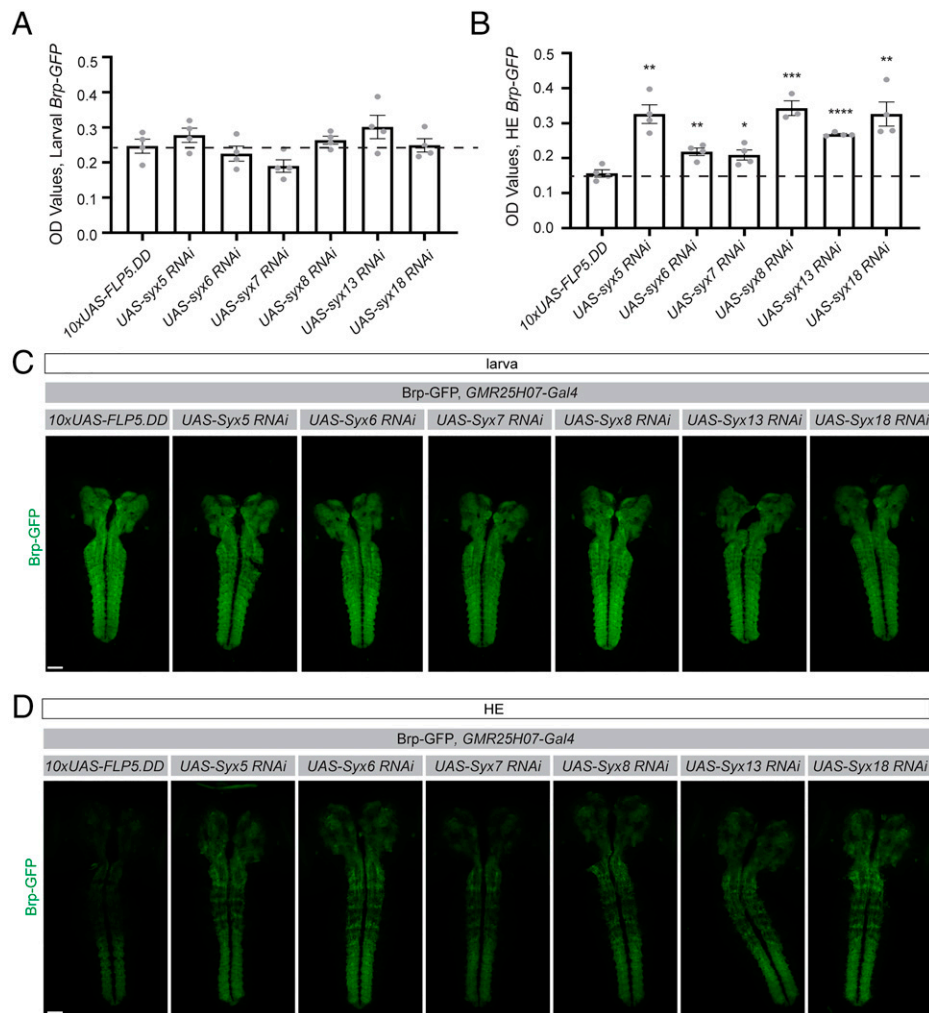 A
OD Values, Larval Brp-GFP
0.5
0.4
0.3
0.2
0.1
0.0
10xUAS-FLP5.DD
UAS-syx5 RNAi
UAS-syx6 RNAi
UAS-syx7 RNAi
UAS-syx8 RNAi
UAS-syx13 RNAi
UAS-syx18 RNAi
B
OD Values, HE Brp-GFP
0.5
0.4
0.3
0.2
0.1
0.0
** ** * *** **** **
10xUAS-FLP5.DD
UAS-syx5 RNAi
UAS-syx6 RNAi
UAS-syx7 RNAi
UAS-syx8 RNAi
UAS-syx13 RNAi
UAS-syx18 RNAi
C
larva
Brp-GFP, GMR25H07-Gal4
10xUAS-FLP5.DD UAS-Syx5 RNAi UAS-Syx6 RNAi UAS-Syx7 RNAi UAS-Syx8 RNAi UAS-Syx13 RNAi UAS-Syx18 RNAi
Brp-GFP
D
HE
Brp-GFP, GMR25H07-Gal4
10xUAS-FLP5.DD UAS-Syx5 RNAi UAS-Syx6 RNAi UAS-Syx7 RNAi UAS-Syx8 RNAi UAS-Syx13 RNAi UAS-Syx18 RNAi
Brp-GFP